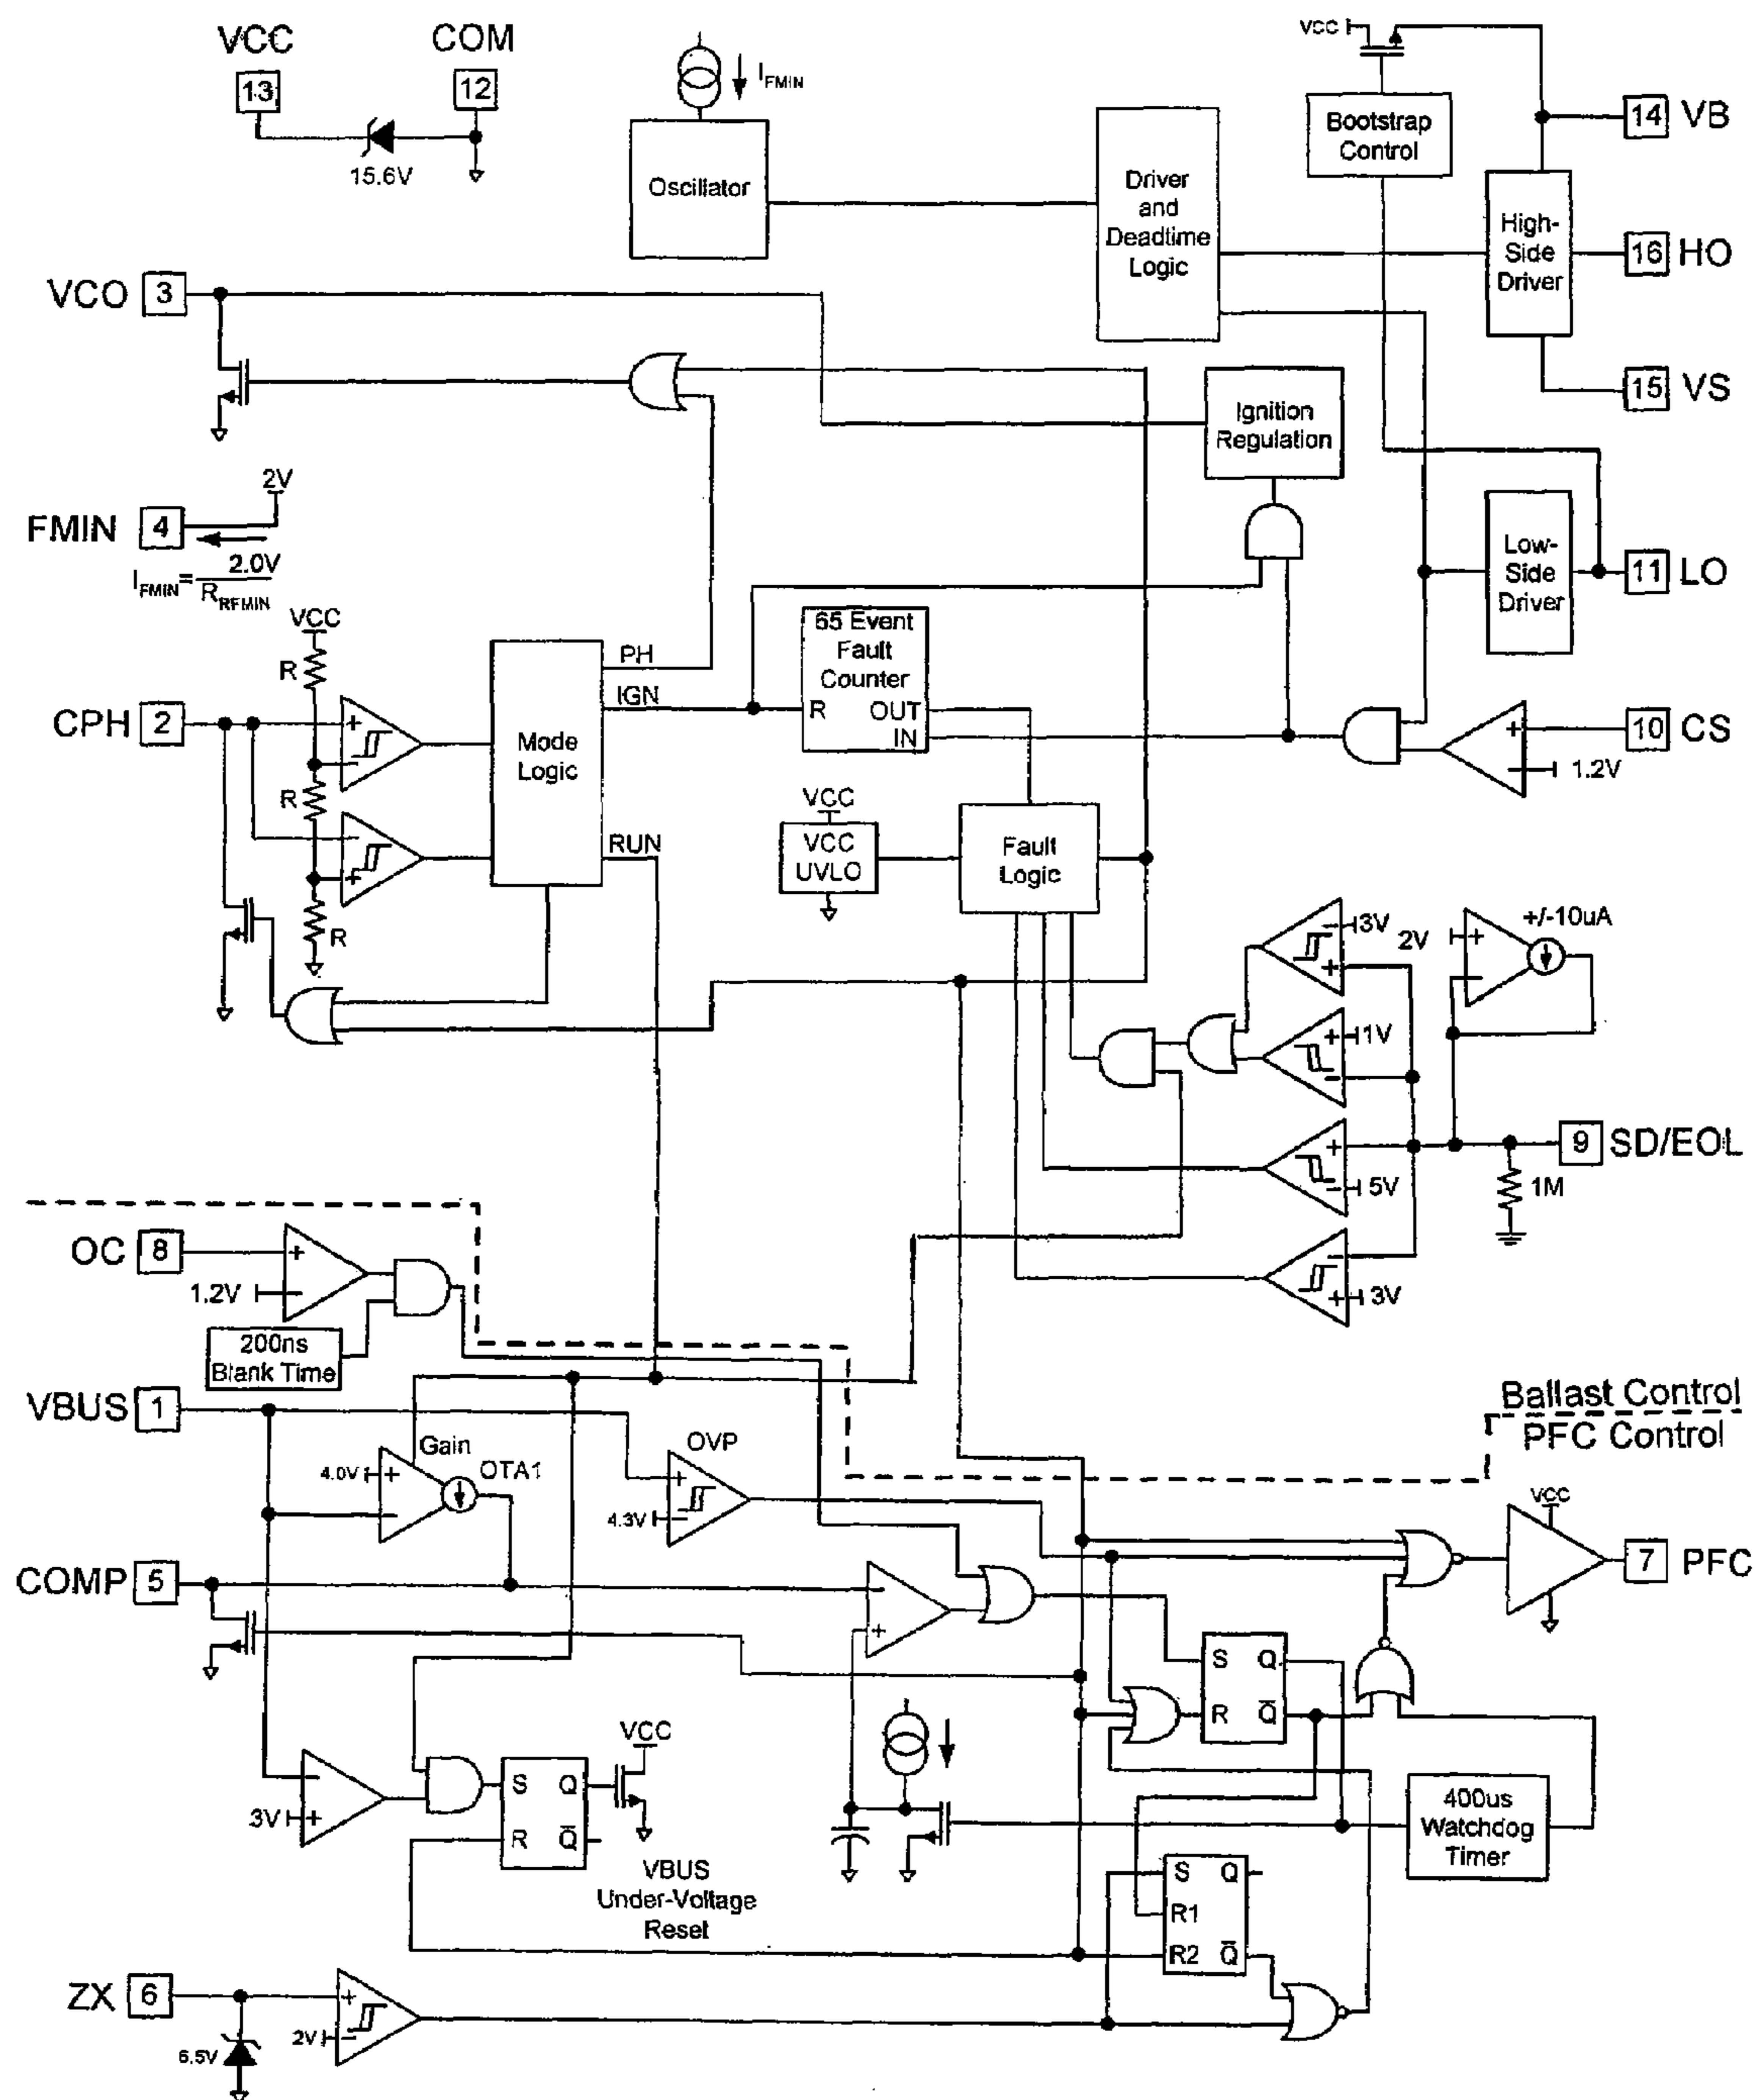 VCC
COM
13
12
15.6V
I_FMIN
Oscillator
Driver
and
Deadtime
Logic
VCC
Bootstrap
Control
14 VB
High-
Side
Driver
16 HO
15 VS
VCO 3
Ignition
Regulation
2V
FMIN 4
I_FMIN = 2.0V / R_RFMIN
Low-
Side
Driver
11 LO
VCC
R
CPH 2
+
−
R
−
+
R
Mode
Logic
PH
IGN
RUN
65 Event
Fault
Counter
R
OUT
IN
+
−
1.2V
10 CS
VCC
VCC
UVLO
Fault
Logic
− 3V
+
+ 1V
−
+
− 5V
−
+ 3V
2V
+
−
+/-10uA
9 SD/EOL
1M
OC 8
+
1.2V −
200ns
Blank Time
Ballast Control
PFC Control
VBUS 1
Gain
4.0V +
−
OTA1
OVP
+
4.3V −
COMP 5
−
+
VCC
7 PFC
S Q
R Q̅
−
3V +
S Q
R Q̅
VCC
VBUS
Under-Voltage
Reset
400us
Watchdog
Timer
S Q
R1
R2 Q̅
ZX 6
+
2V −
6.5V